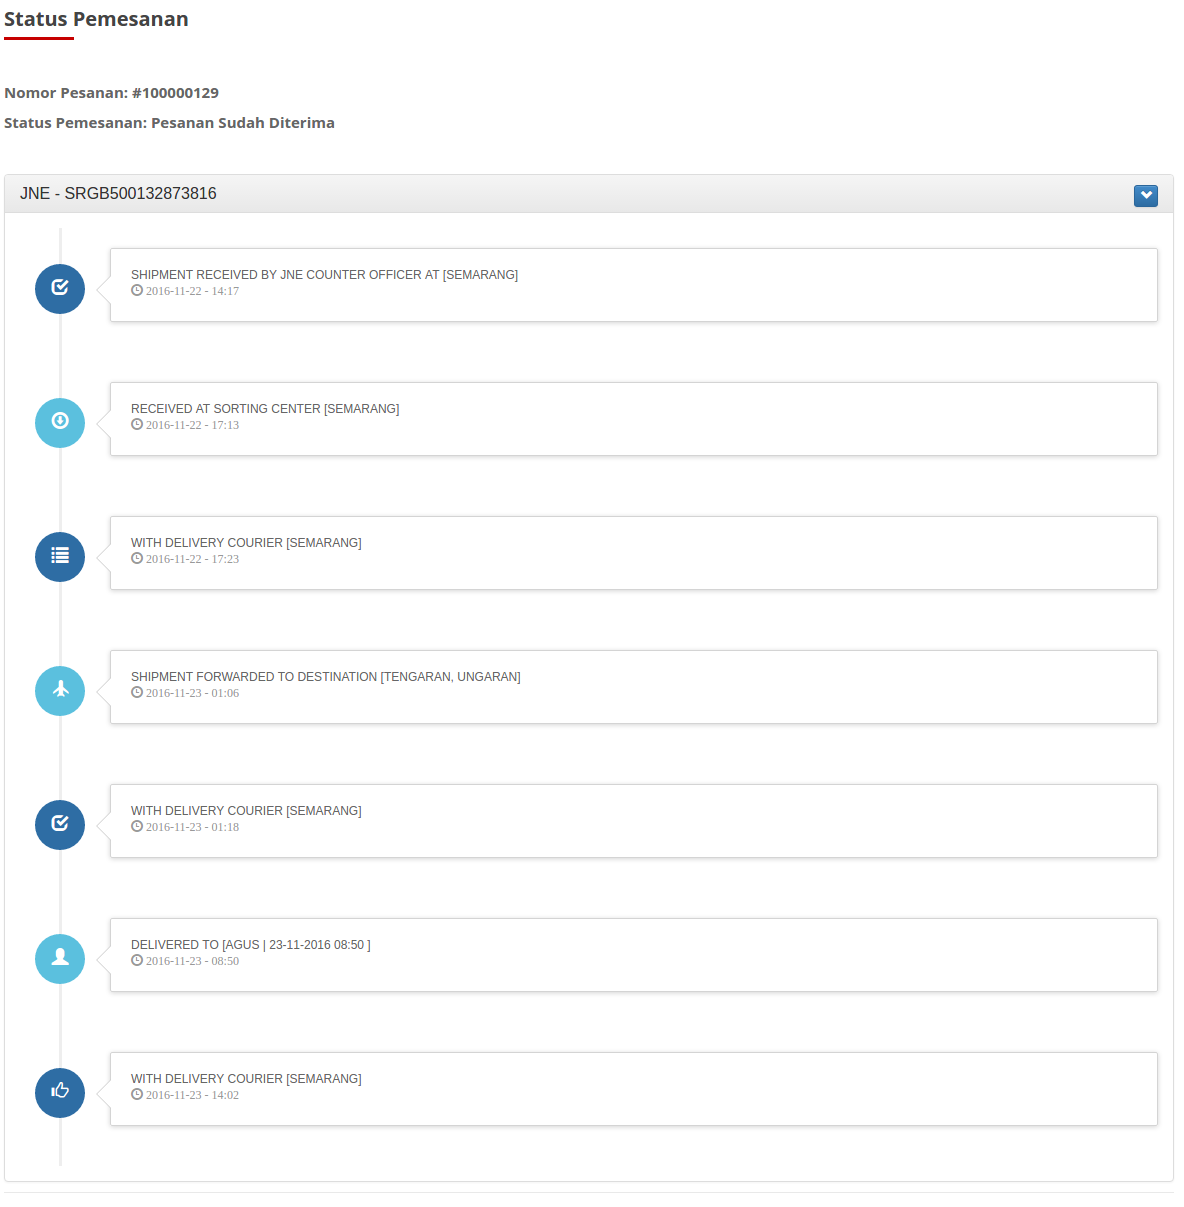 Status Pemesanan
Nomor Pesanan: #100000129
Status Pemesanan: Pesanan Sudah Diterima
JNE - SRGB500132873816
SHIPMENT RECEIVED BY JNE COUNTER OFFICER AT [SEMARANG]
2016-11-22 - 14:17
RECEIVED AT SORTING CENTER [SEMARANG]
2016-11-22 - 17:13
WITH DELIVERY COURIER [SEMARANG]
2016-11-22 - 17:23
SHIPMENT FORWARDED TO DESTINATION [TENGARAN, UNGARAN]
2016-11-23 - 01:06
WITH DELIVERY COURIER [SEMARANG]
2016-11-23 - 01:18
DELIVERED TO [AGUS | 23-11-2016 08:50 ]
2016-11-23 - 08:50
WITH DELIVERY COURIER [SEMARANG]
2016-11-23 - 14:02